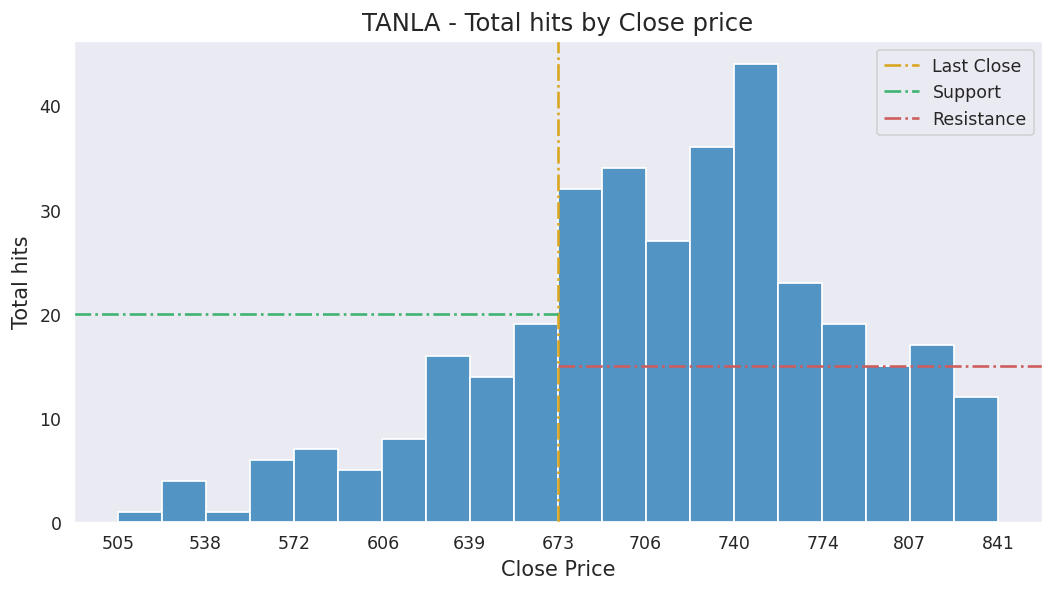 TANLA - Total hits by Close price
Last Close
Support
Resistance
Total hits
40
30
20
10
0
505 538 572 606 639 673 706 740 774 807 841
Close Price